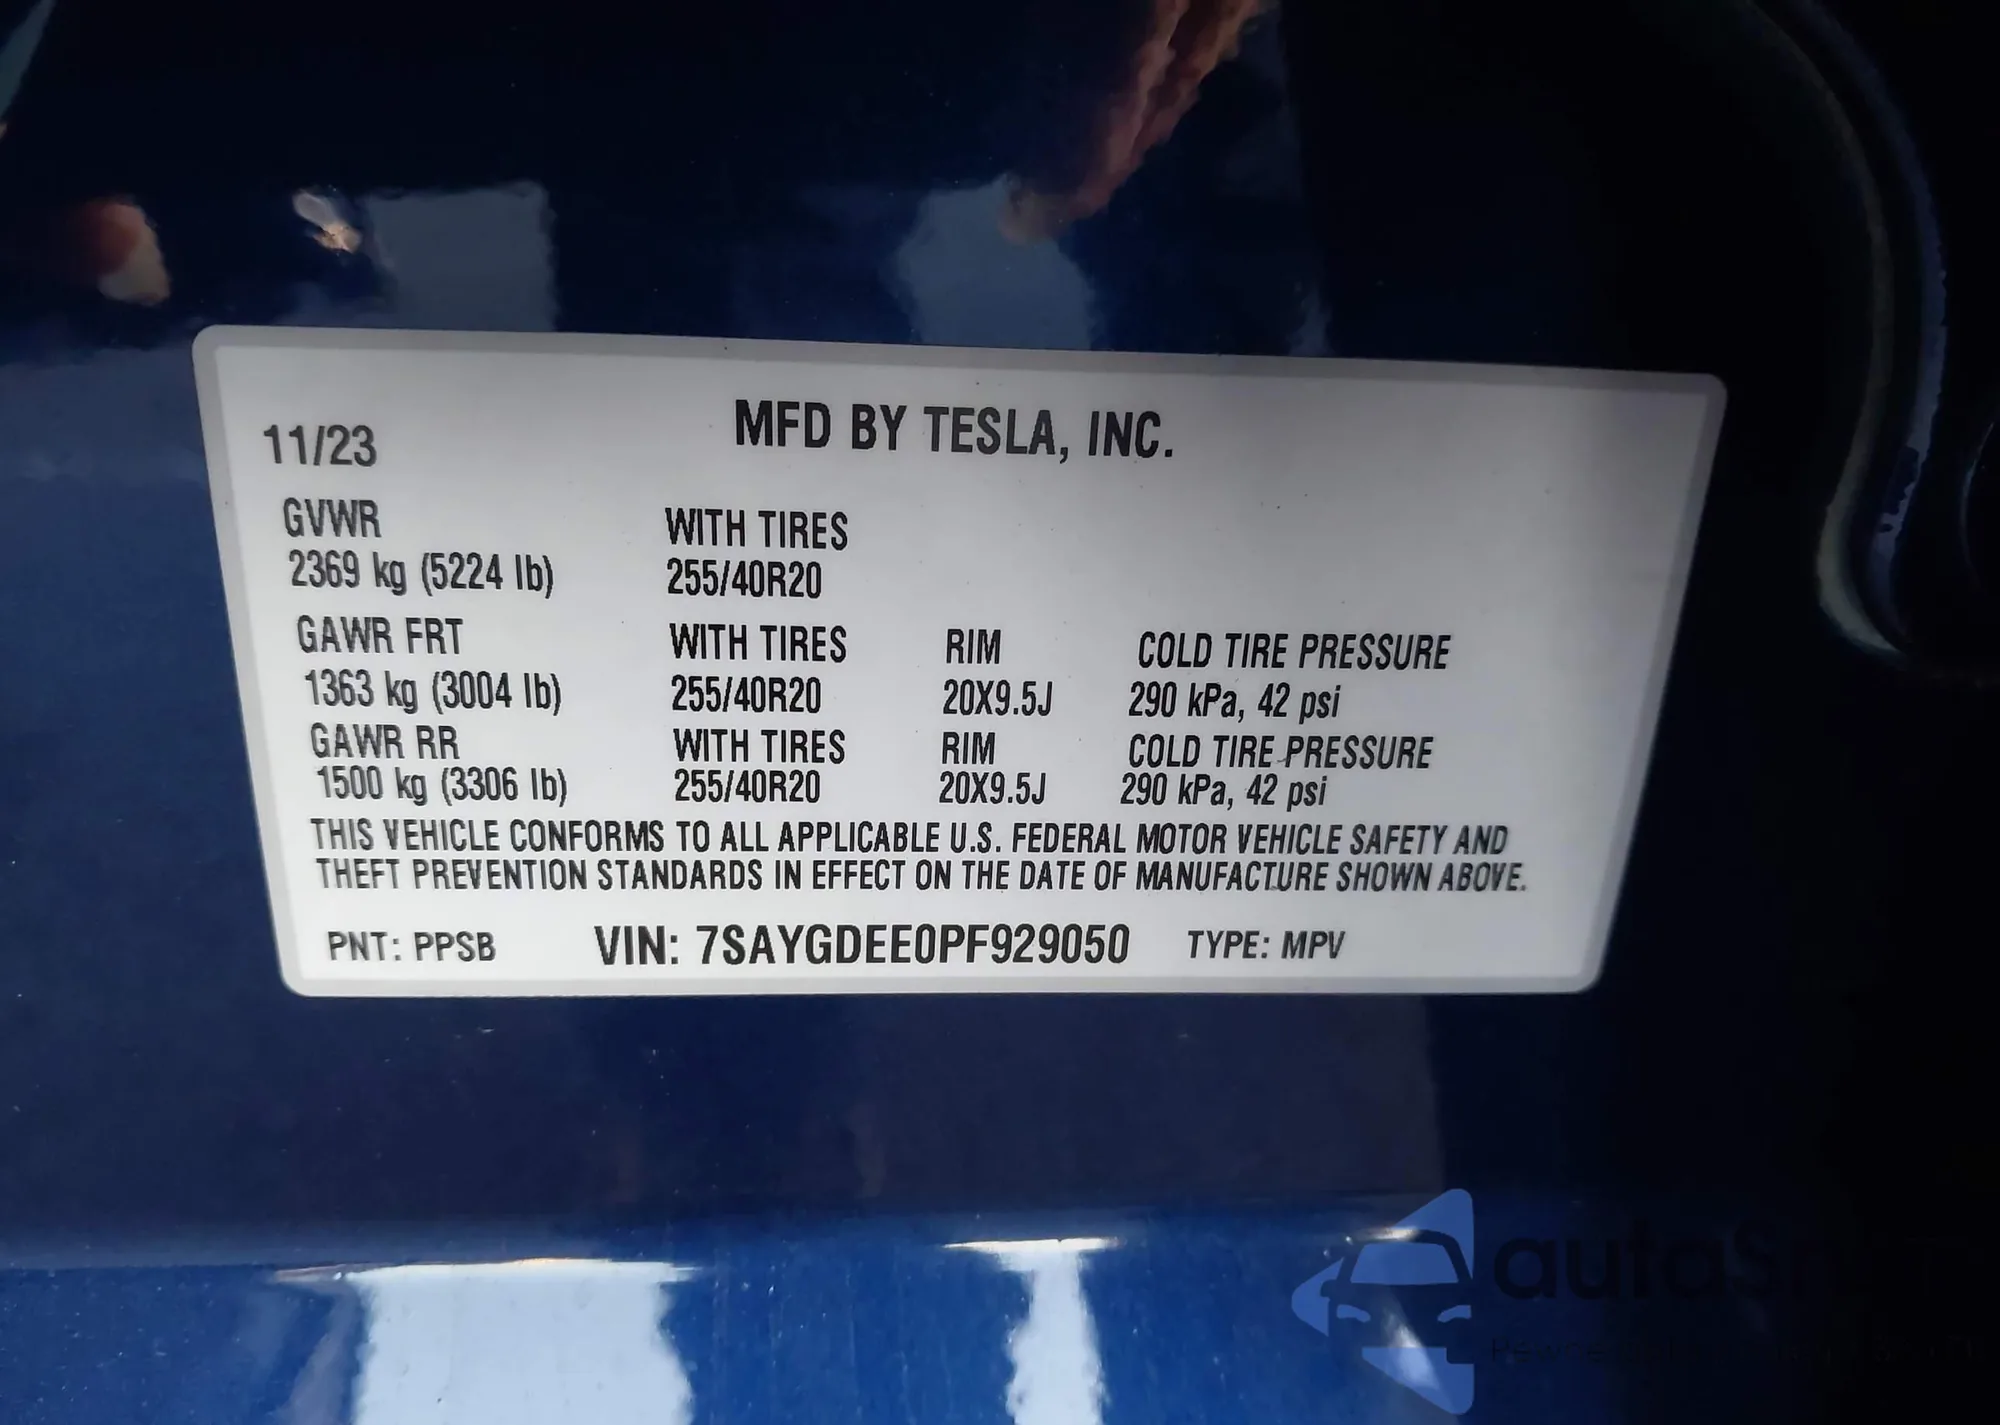 MFD BY TESLA, INC.
11/23
GVWR WITH TIRES
2369 kg (5224 lb) 255/40R20
GAWR FRT WITH TIRES RIM COLD TIRE PRESSURE
1363 kg (3004 lb) 255/40R20 20X9.5J 290 kPa, 42 psi
GAWR RR WITH TIRES RIM COLD TIRE PRESSURE
1500 kg (3306 lb) 255/40R20 20X9.5J 290 kPa, 42 psi
THIS VEHICLE CONFORMS TO ALL APPLICABLE U.S. FEDERAL MOTOR VEHICLE SAFETY AND
THEFT PREVENTION STANDARDS IN EFFECT ON THE DATE OF MANUFACTURE SHOWN ABOVE.
PNT: PPSB VIN: 7SAYGDEE0PF929050 TYPE: MPV